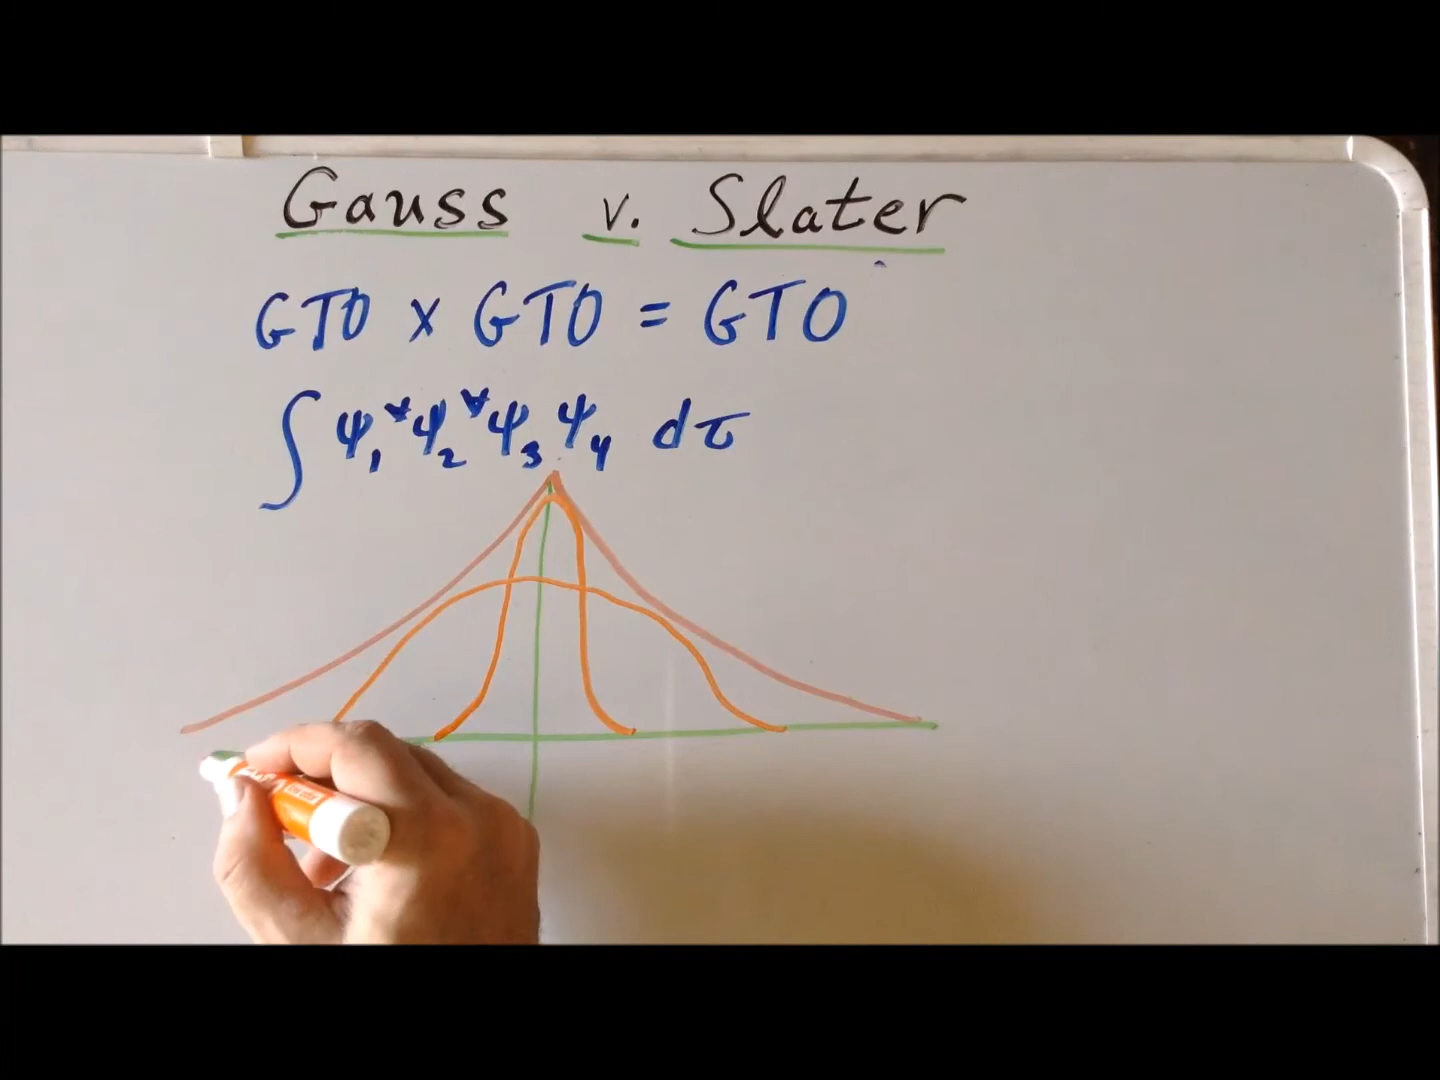 Gauss v. Slater
GTO x GTO = GTO
∫ ψ₁*ψ₂*ψ₃ψ₄ dτ